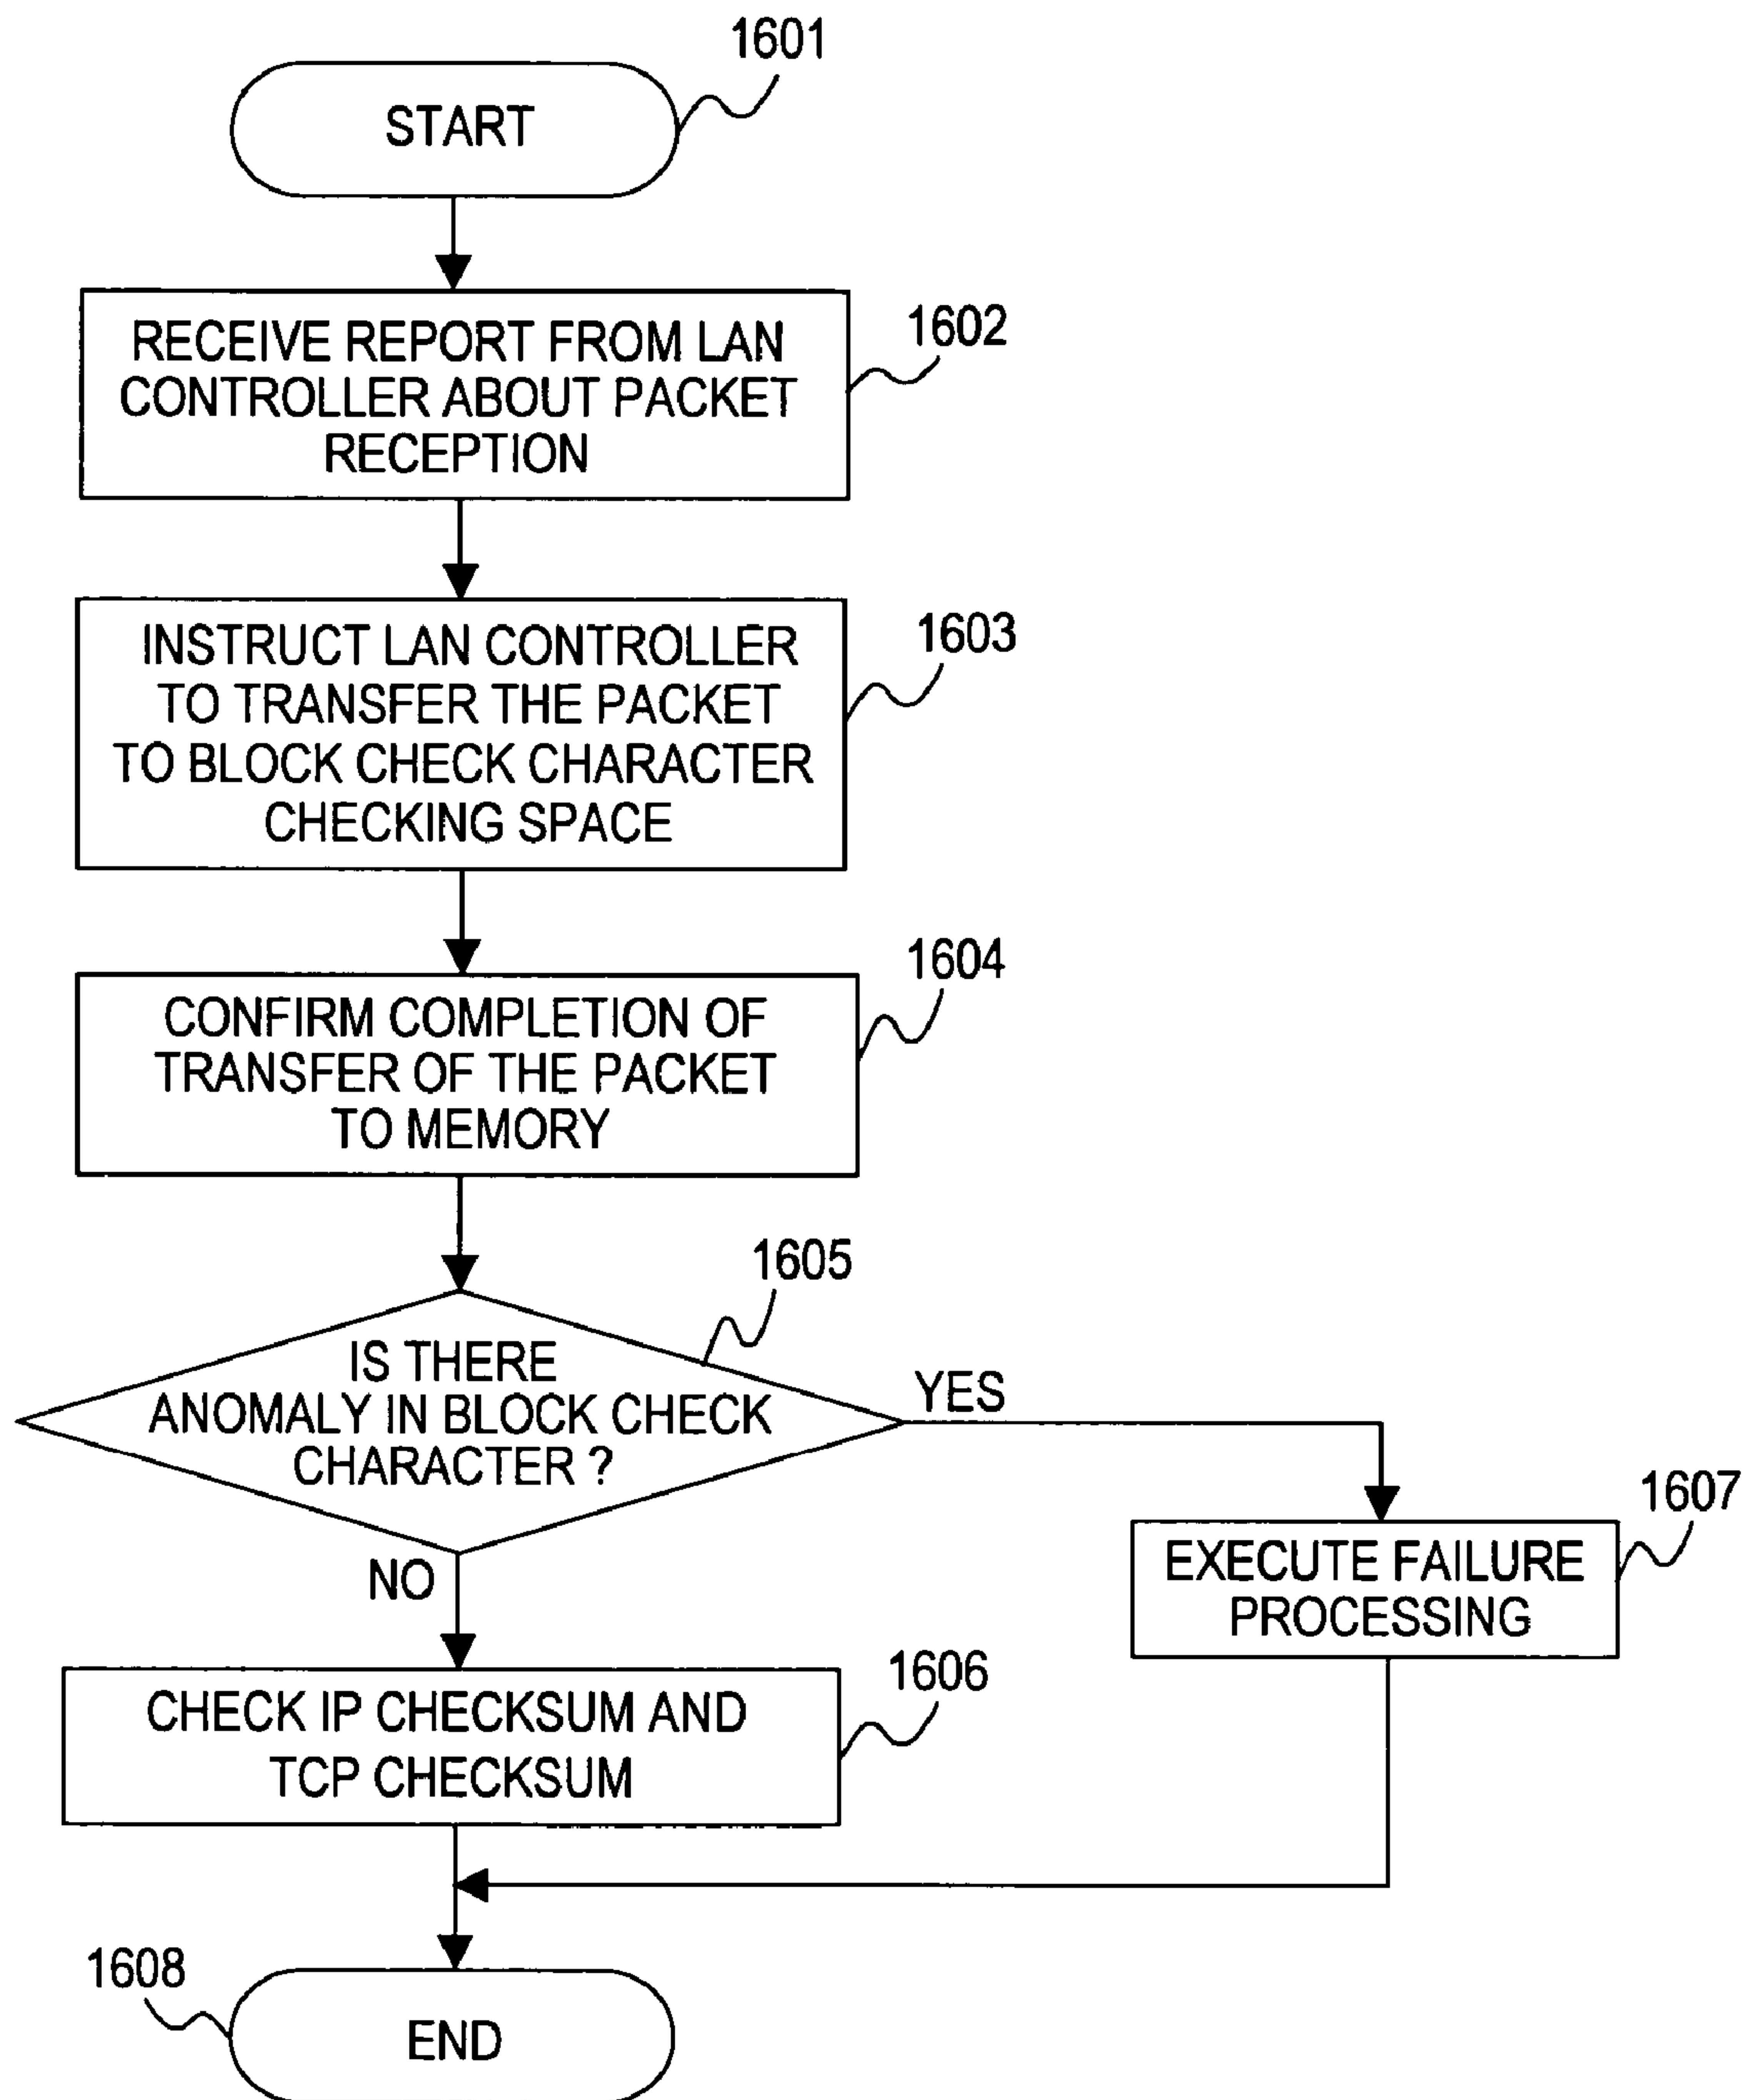 1601
START
1602
RECEIVE REPORT FROM LAN
CONTROLLER ABOUT PACKET
RECEPTION
1603
INSTRUCT LAN CONTROLLER
TO TRANSFER THE PACKET
TO BLOCK CHECK CHARACTER
CHECKING SPACE
1604
CONFIRM COMPLETION OF
TRANSFER OF THE PACKET
TO MEMORY
1605
IS THERE
ANOMALY IN BLOCK CHECK
CHARACTER ?
YES
NO
1607
EXECUTE FAILURE
PROCESSING
1606
CHECK IP CHECKSUM AND
TCP CHECKSUM
1608
END